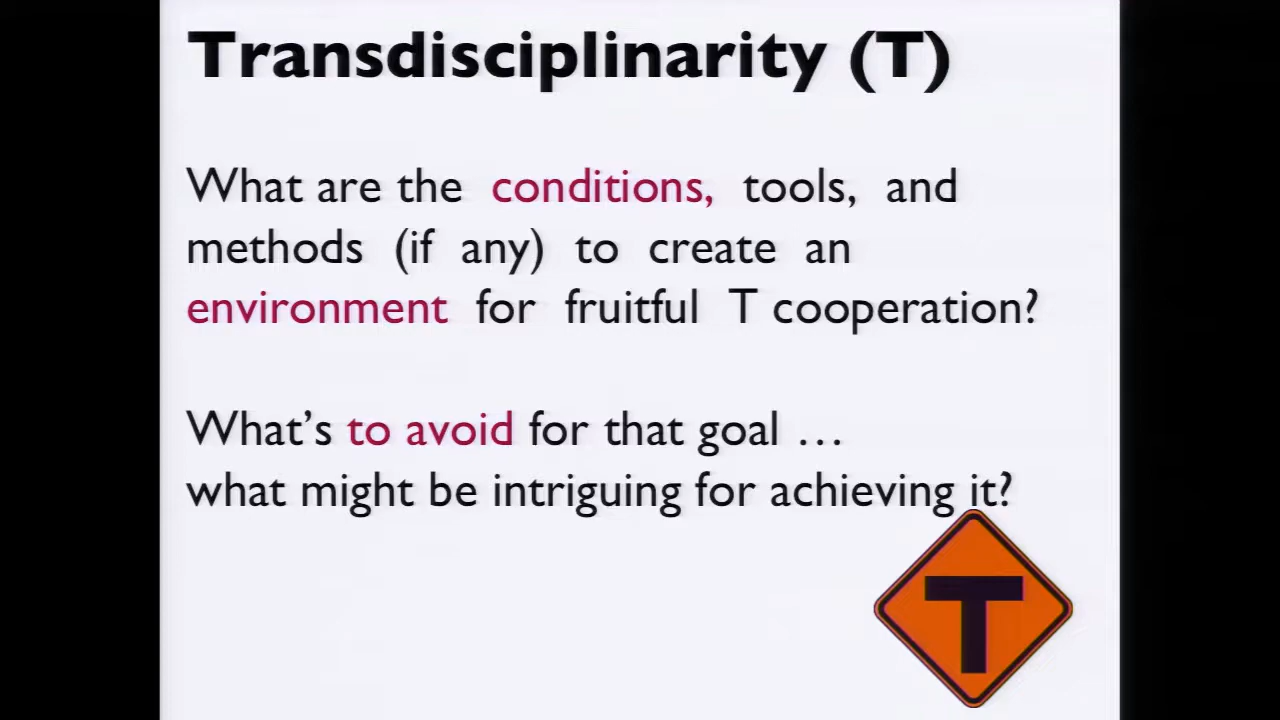 Transdisciplinarity (T)
What are the conditions, tools, and
methods (if any) to create an
environment for fruitful T cooperation?
What's to avoid for that goal …
what might be intriguing for achieving it?
T